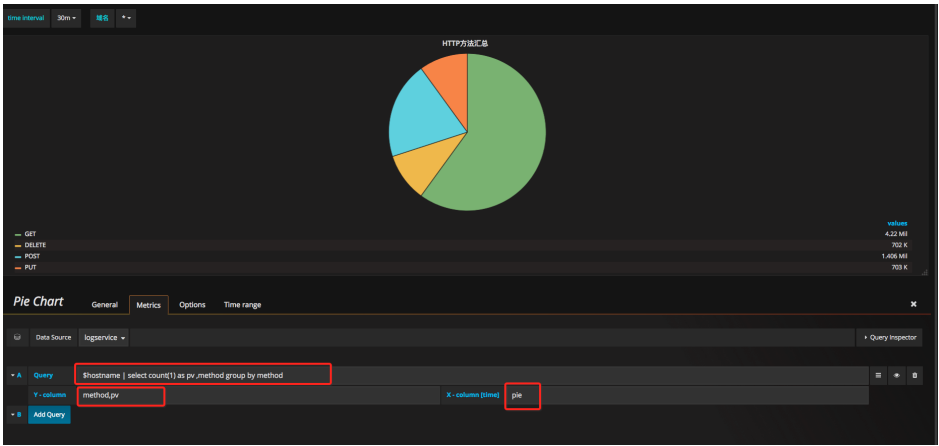 time interval 30m 域名 *
HTTP方法汇总
values
GET 4.22 Mil
DELETE 702 K
POST 1.406 Mil
PUT 703 K
Pie Chart General Metrics Options Time range ×
Data Source logservice Query Inspector
A Query $hostname | select count(1) as pv ,method group by method
Y - column method,pv X - column (time) pie
B Add Query